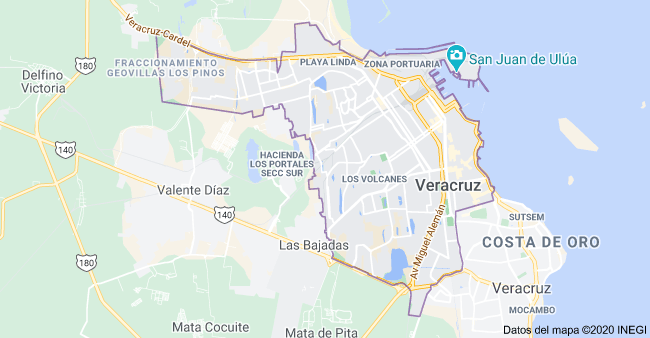 Veracruz-Cardel
180
FRACCIONAMIENTO
GEOVILLAS LOS PINOS
Delfino
Victoria
PLAYA LINDA
ZONA PORTUARIA
San Juan de Ulúa
140
HACIENDA
LOS PORTALES
SECC SUR
Valente Díaz
LOS VOLCANES
Veracruz
140
SUTSEM
COSTA DE ORO
Las Bajadas
Av Miguel Alemán
180
Veracruz
MOCAMBO
Mata Cocuite
Mata de Pita
Datos del mapa ©2020 INEGI